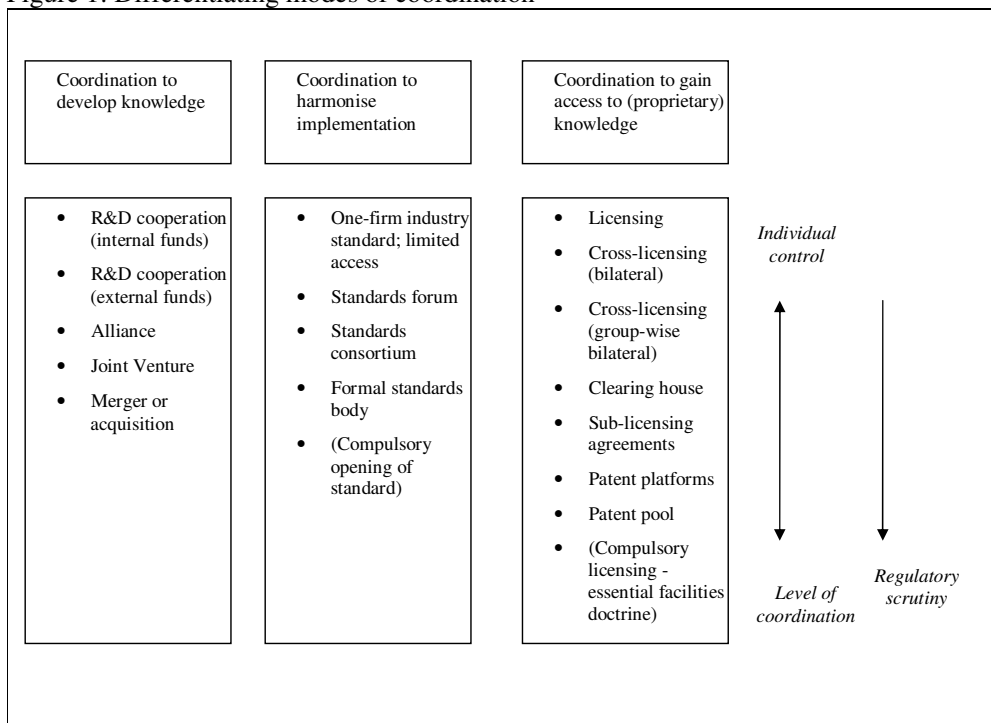 Figure 1: Differentiating modes of coordination
Coordination to
develop knowledge
Coordination to
harmonise
implementation
Coordination to gain
access to (proprietary)
knowledge
• R&D cooperation
(internal funds)
• R&D cooperation
(external funds)
• Alliance
• Joint Venture
• Merger or
acquisition
• One-firm industry
standard; limited
access
• Standards forum
• Standards
consortium
• Formal standards
body
• (Compulsory
opening of
standard)
• Licensing
• Cross-licensing
(bilateral)
• Cross-licensing
(group-wise
bilateral)
• Clearing house
• Sub-licensing
agreements
• Patent platforms
• Patent pool
• (Compulsory
licensing -
essential facilities
doctrine)
Individual
control
Level of
coordination
Regulatory
scrutiny